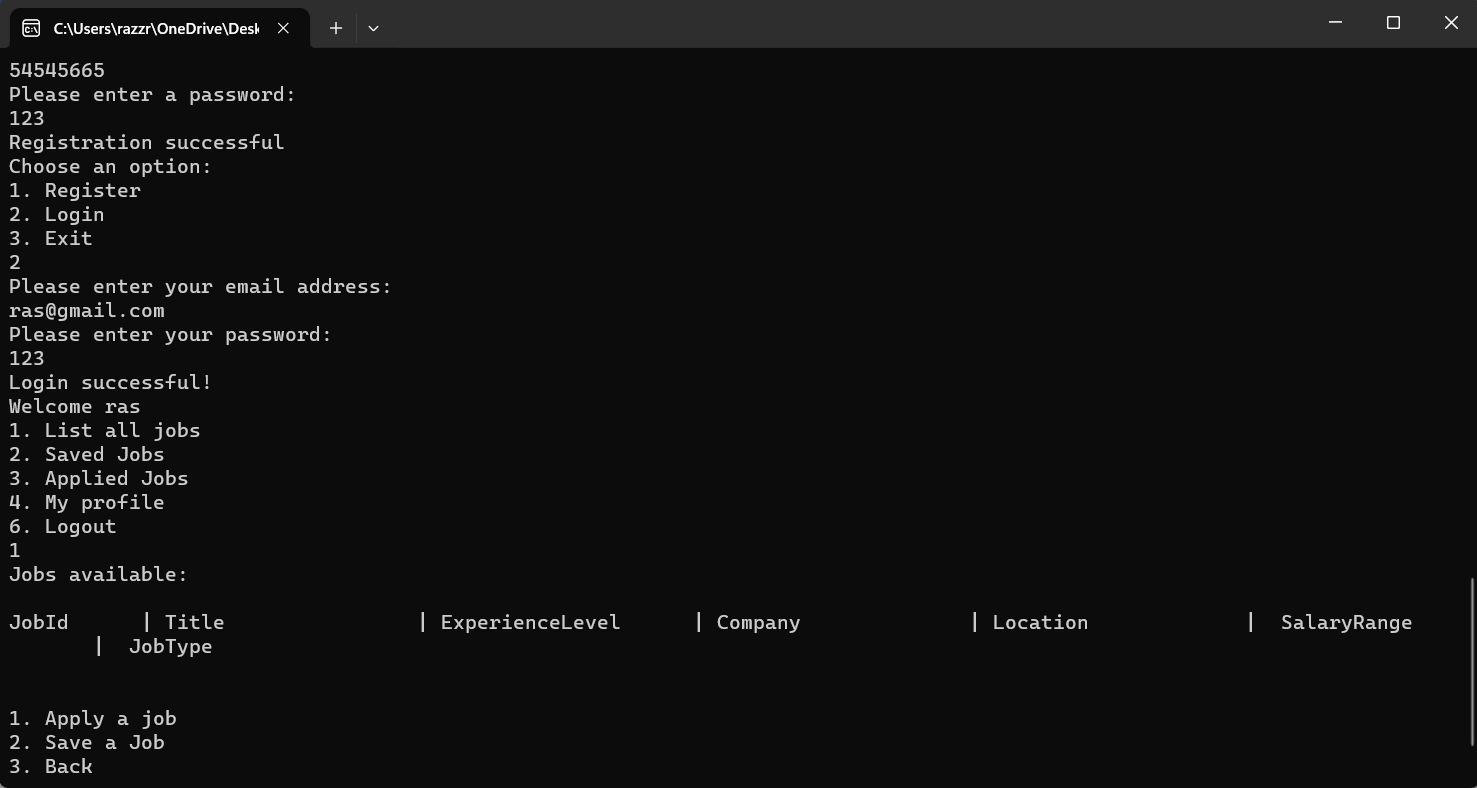 C:\Users\razzr\OneDrive\Desk
54545665
Please enter a password:
123
Registration successful
Choose an option:
1. Register
2. Login
3. Exit
2
Please enter your email address:
ras@gmail.com
Please enter your password:
123
Login successful!
Welcome ras
1. List all jobs
2. Saved Jobs
3. Applied Jobs
4. My profile
6. Logout
1
Jobs available:
JobId | Title | ExperienceLevel | Company | Location | SalaryRange
| JobType
1. Apply a job
2. Save a Job
3. Back